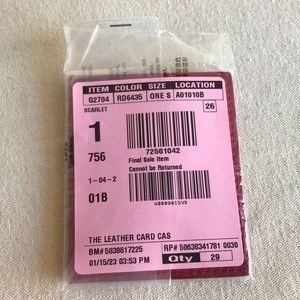 ITEM COLOR SIZE LOCATION
G2704 RD6435 ONE S A01010B
SCARLET 26
1
756
72561042
Final Sale Item
Cannot be Returned
1-04-2
01B
V000901SV9
THE LEATHER CARD CAS
BM# 5038617225 RP# 50638341781 0030
01/15/23 03:53 PM Qty 29